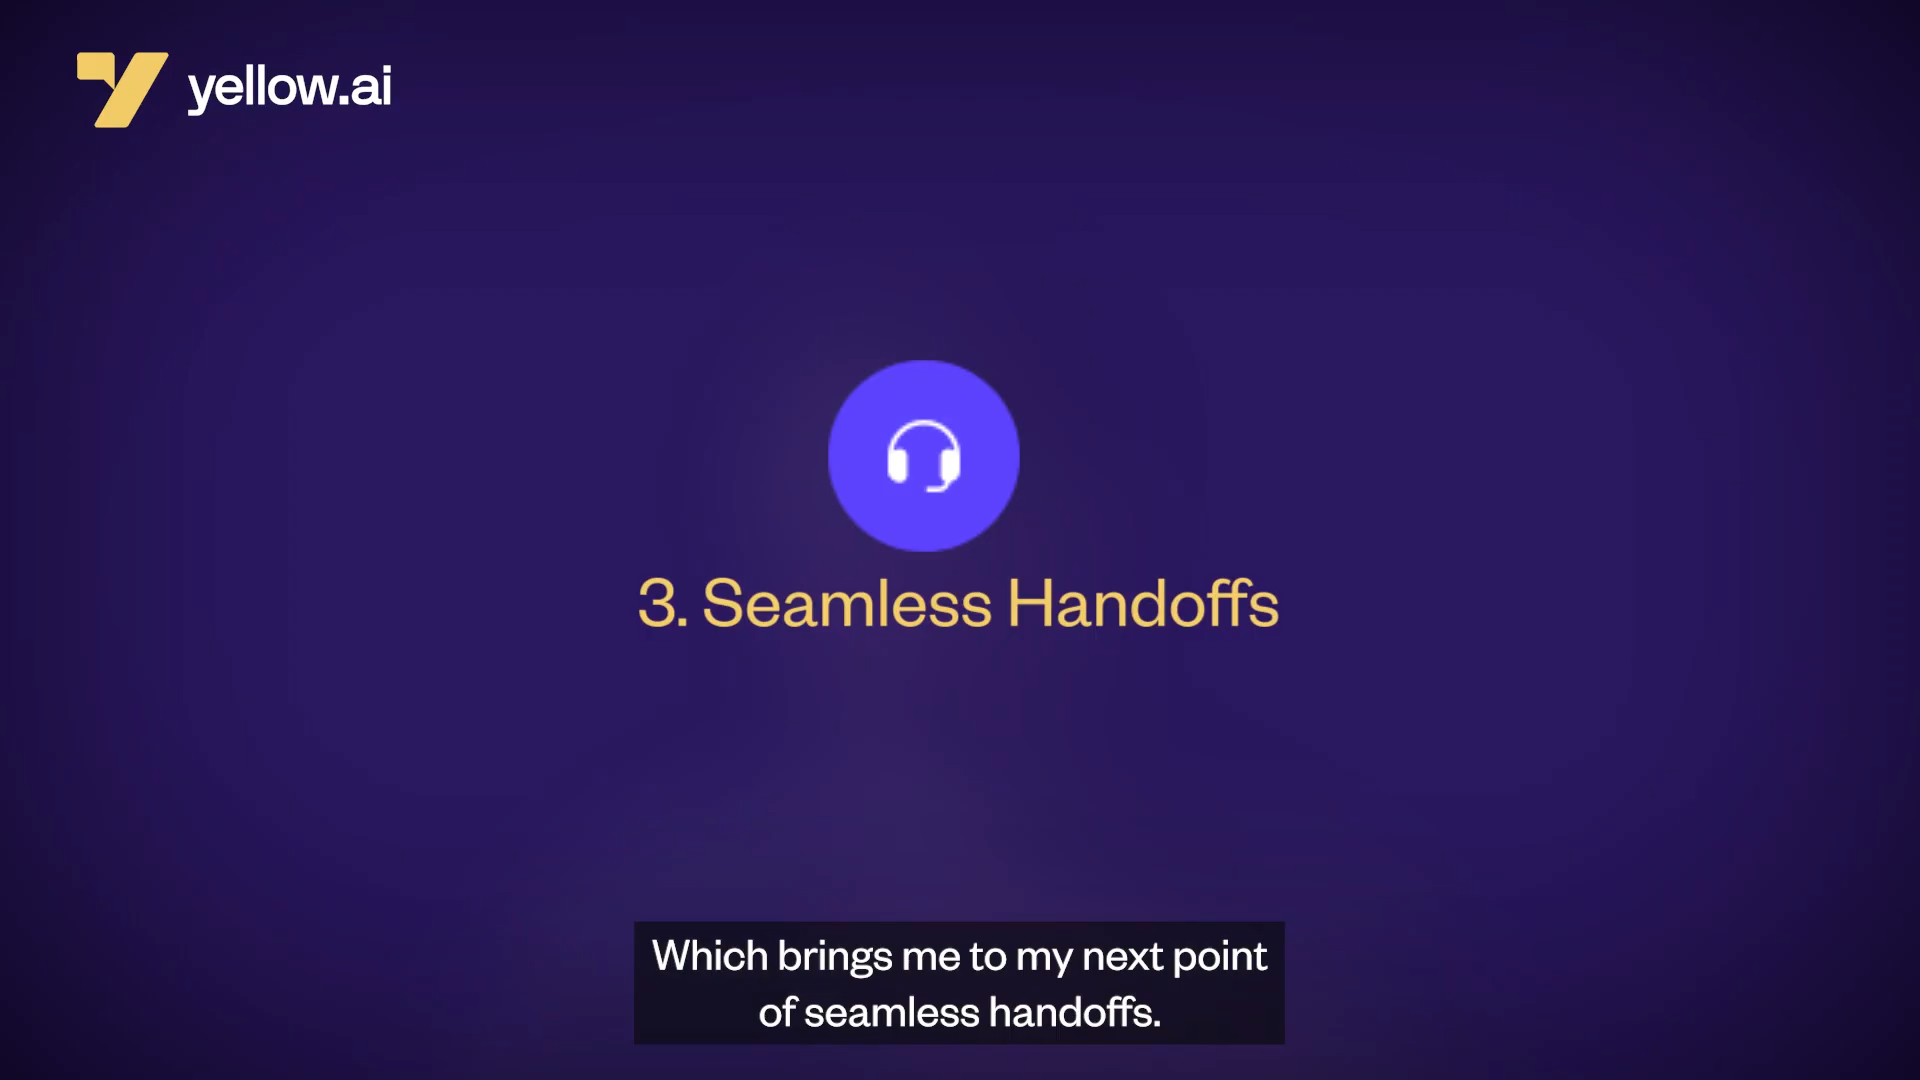 yellow.ai
3. Seamless Handoffs
Which brings me to my next point
of seamless handoffs.